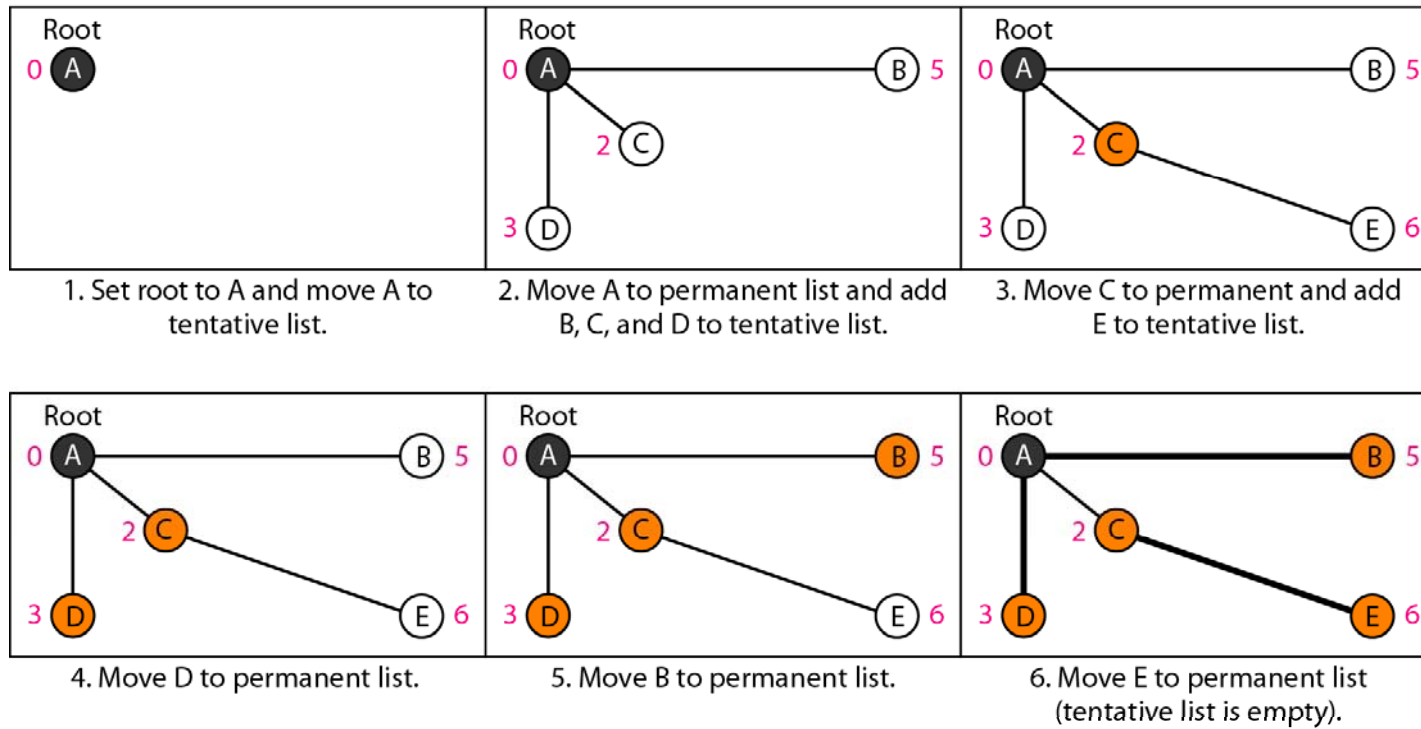 Root
0 A
1. Set root to A and move A to
tentative list.
Root
0 A B 5
2 C
3 D
2. Move A to permanent list and add
B, C, and D to tentative list.
Root
0 A B 5
2 C
3 D E 6
3. Move C to permanent and add
E to tentative list.
Root
0 A B 5
2 C
3 D E 6
4. Move D to permanent list.
Root
0 A B 5
2 C
3 D E 6
5. Move B to permanent list.
Root
0 A B 5
2 C
3 D E 6
6. Move E to permanent list
(tentative list is empty).